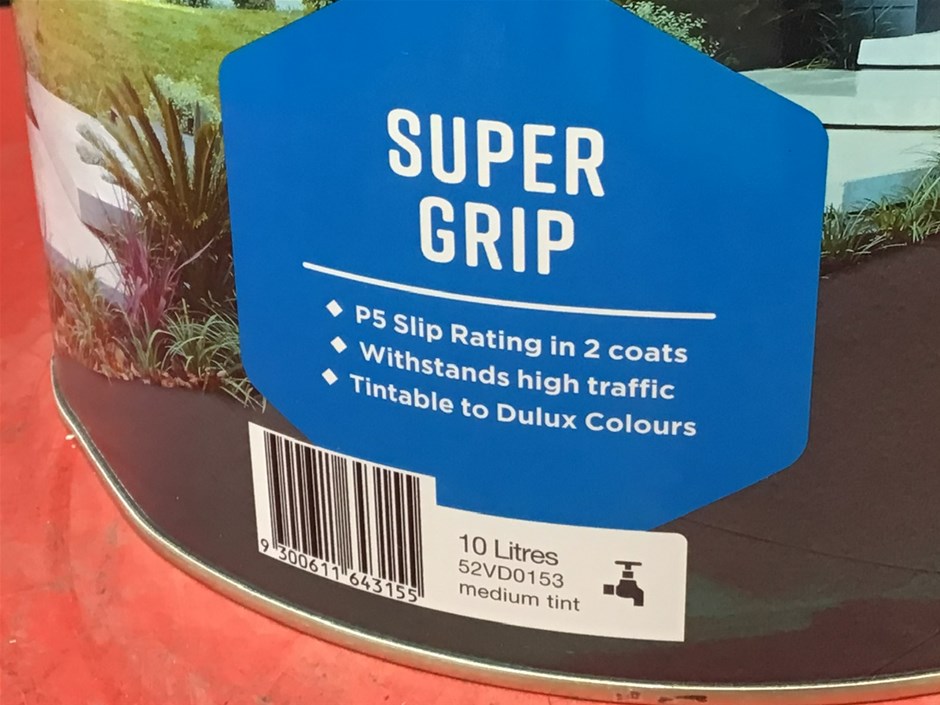 SUPER
GRIP
P5 Slip Rating in 2 coats
Withstands high traffic
Tintable to Dulux Colours
9 300611 643155
10 Litres
52VD0153
medium tint